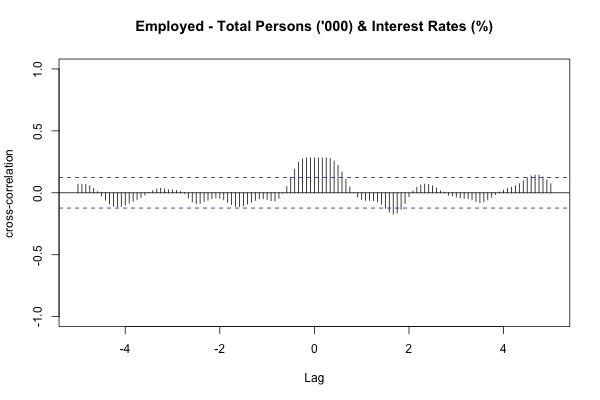 Employed - Total Persons ('000) & Interest Rates (%)
cross-correlation
1.0
0.5
0.0
-0.5
-1.0
-4 -2 0 2 4
Lag